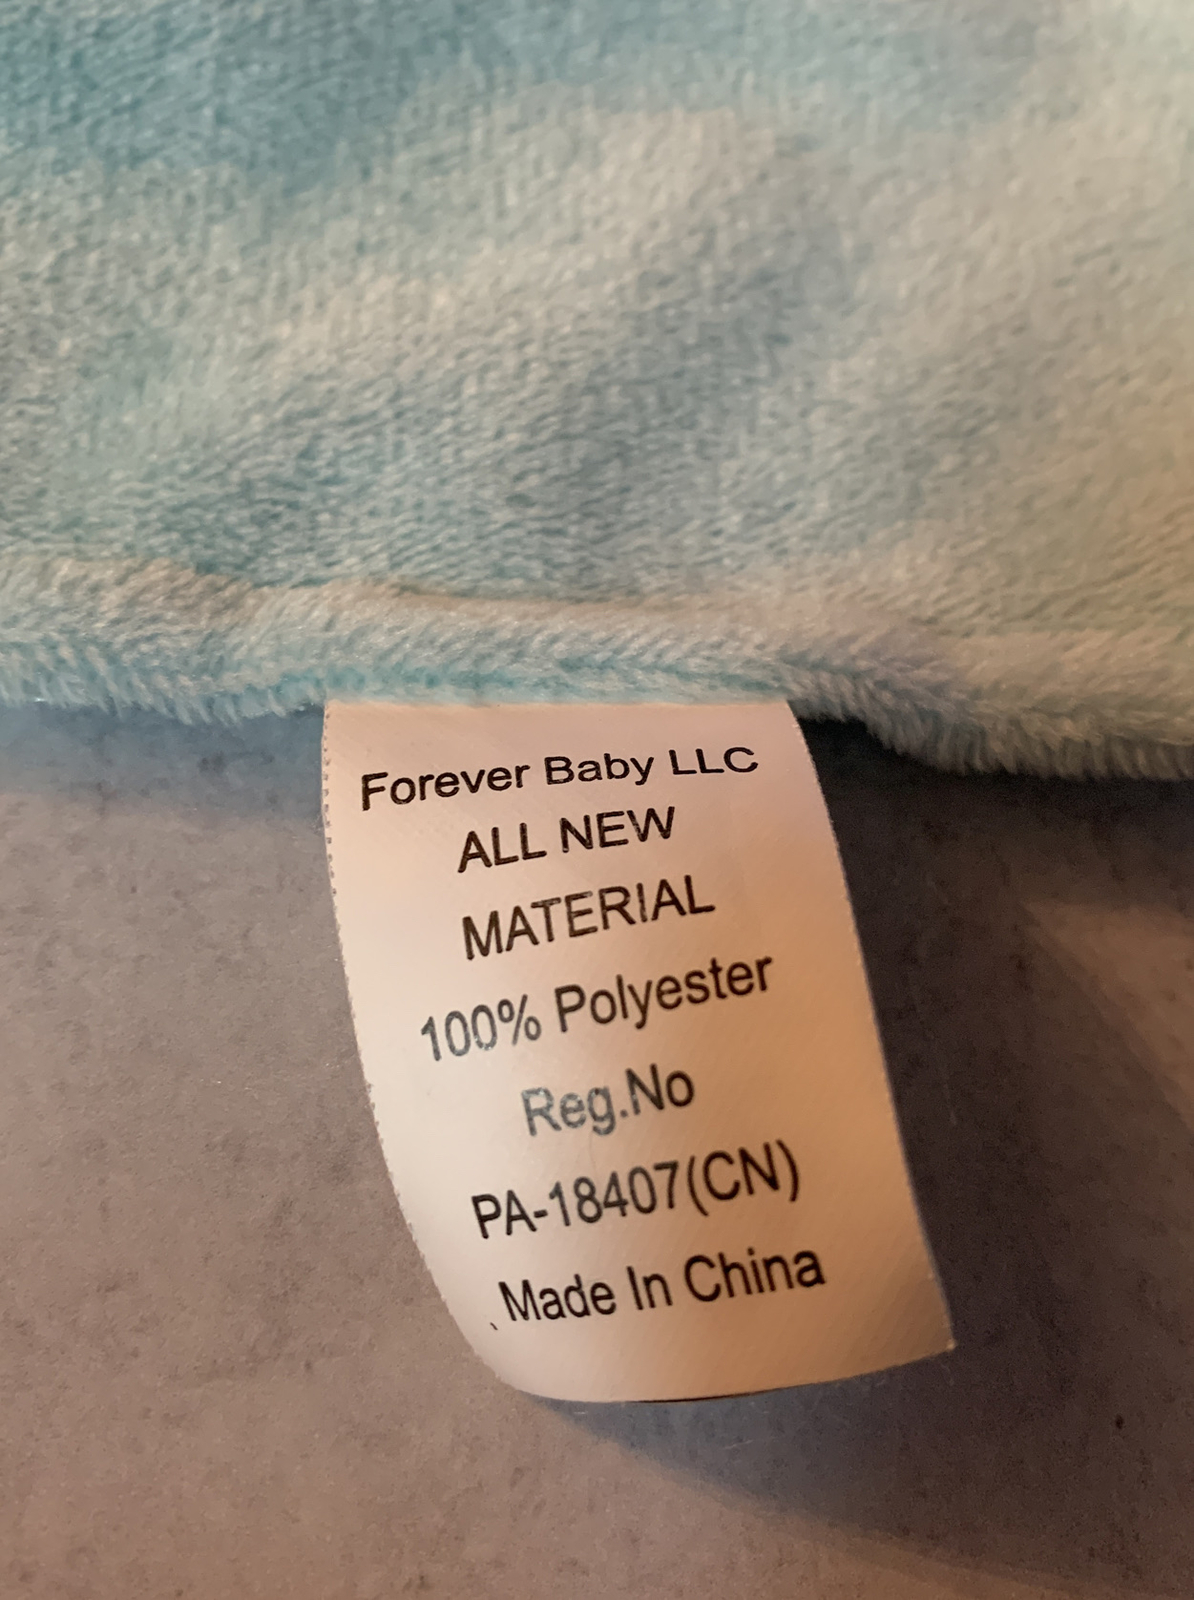 Forever Baby LLC
ALL NEW
MATERIAL
100% Polyester
Reg.No
PA-18407(CN)
Made In China